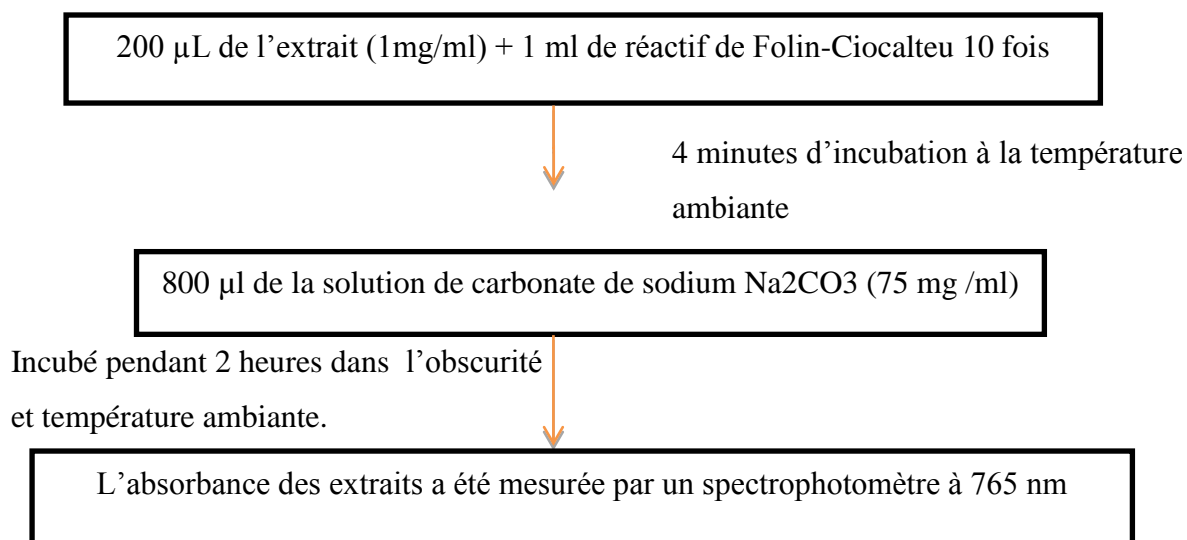 200 µL de l’extrait (1mg/ml) + 1 ml de réactif de Folin-Ciocalteu 10 fois
4 minutes d’incubation à la température
ambiante
800 µl de la solution de carbonate de sodium Na2CO3 (75 mg /ml)
Incubé pendant 2 heures dans l’obscurité
et température ambiante.
L’absorbance des extraits a été mesurée par un spectrophotomètre à 765 nm